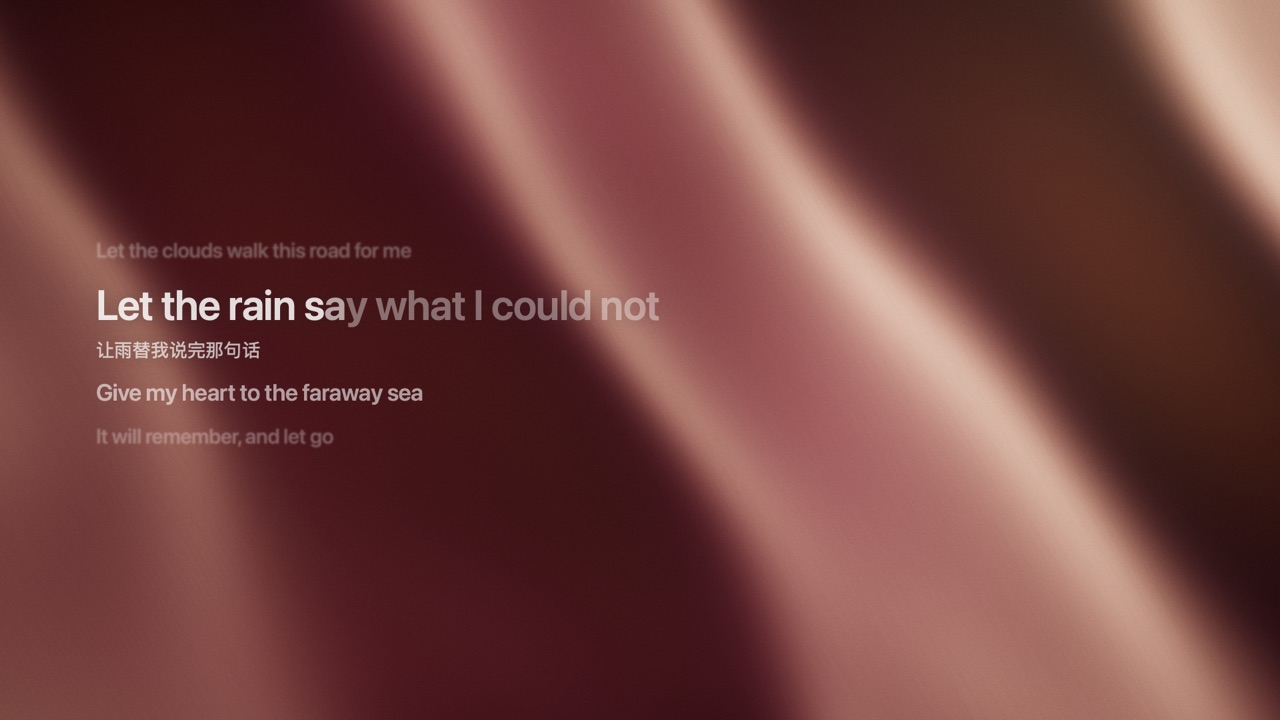 Let the clouds walk this road for me
Let the rain say what I could not
让雨替我说完那句话
Give my heart to the faraway sea
It will remember, and let go